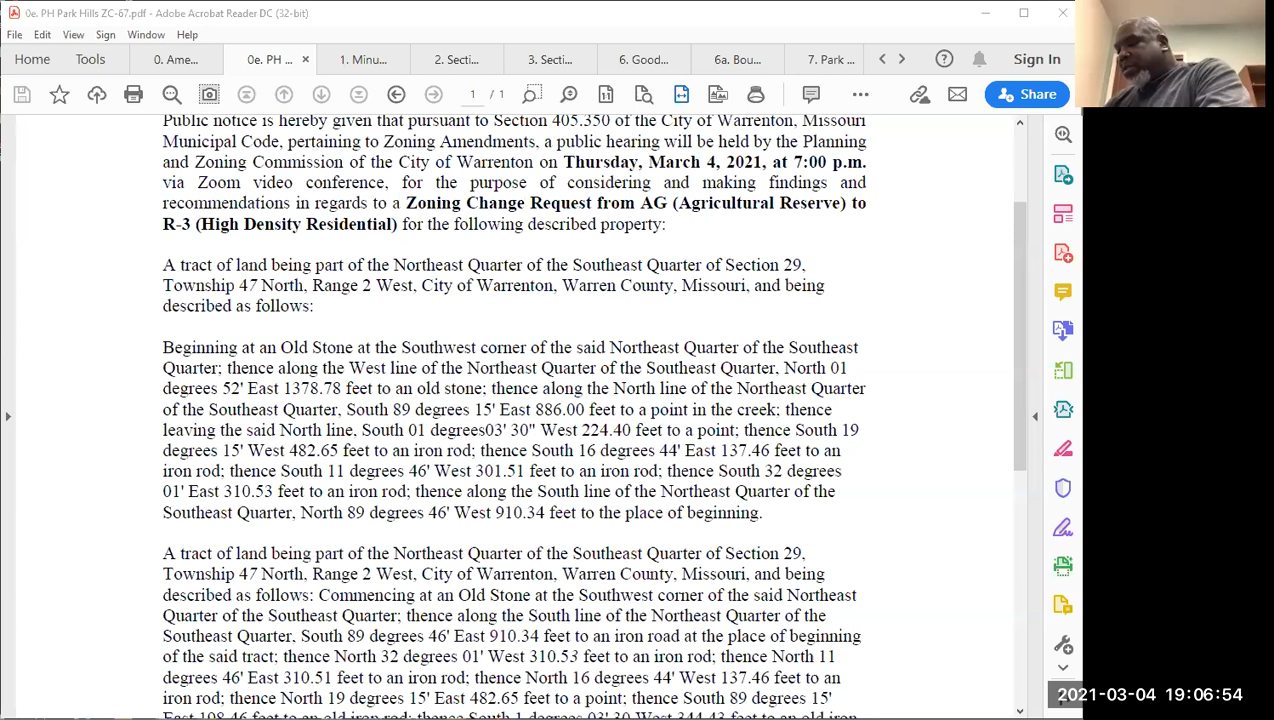 0e. PH Park Hills ZC-67.pdf - Adobe Acrobat Reader DC (32-bit)
File Edit View Sign Window Help
Home Tools 0. Ame... 0e. PH ... × 1. Minu... 2. Secti... 3. Secti... 6. Good... 6a. Bou... 7. Park ... Sign In
1 / 1 Share
Public notice is hereby given that pursuant to Section 405.350 of the City of Warrenton, Missouri
Municipal Code, pertaining to Zoning Amendments, a public hearing will be held by the Planning
and Zoning Commission of the City of Warrenton on Thursday, March 4, 2021, at 7:00 p.m.
via Zoom video conference, for the purpose of considering and making findings and
recommendations in regards to a Zoning Change Request from AG (Agricultural Reserve) to
R-3 (High Density Residential) for the following described property:
A tract of land being part of the Northeast Quarter of the Southeast Quarter of Section 29,
Township 47 North, Range 2 West, City of Warrenton, Warren County, Missouri, and being
described as follows:
Beginning at an Old Stone at the Southwest corner of the said Northeast Quarter of the Southeast
Quarter; thence along the West line of the Northeast Quarter of the Southeast Quarter, North 01
degrees 52' East 1378.78 feet to an old stone; thence along the North line of the Northeast Quarter
of the Southeast Quarter, South 89 degrees 15' East 886.00 feet to a point in the creek; thence
leaving the said North line, South 01 degrees03' 30" West 224.40 feet to a point; thence South 19
degrees 15' West 482.65 feet to an iron rod; thence South 16 degrees 44' East 137.46 feet to an
iron rod; thence South 11 degrees 46' West 301.51 feet to an iron rod; thence South 32 degrees
01' East 310.53 feet to an iron rod; thence along the South line of the Northeast Quarter of the
Southeast Quarter, North 89 degrees 46' West 910.34 feet to the place of beginning.
A tract of land being part of the Northeast Quarter of the Southeast Quarter of Section 29,
Township 47 North, Range 2 West, City of Warrenton, Warren County, Missouri, and being
described as follows: Commencing at an Old Stone at the Southwest corner of the said Northeast
Quarter of the Southeast Quarter; thence along the South line of the Northeast Quarter of the
Southeast Quarter, South 89 degrees 46' East 910.34 feet to an iron road at the place of beginning
of the said tract; thence North 32 degrees 01' West 310.53 feet to an iron rod; thence North 11
degrees 46' East 310.51 feet to an iron rod; thence North 16 degrees 44' West 137.46 feet to an
iron rod; thence North 19 degrees 15' East 482.65 feet to a point; thence South 89 degrees 15'
East 198.46 feet to an old iron rod; thence South 1 degrees 03' 30 West 344.43 feet to an old iron
2021-03-04 19:06:54